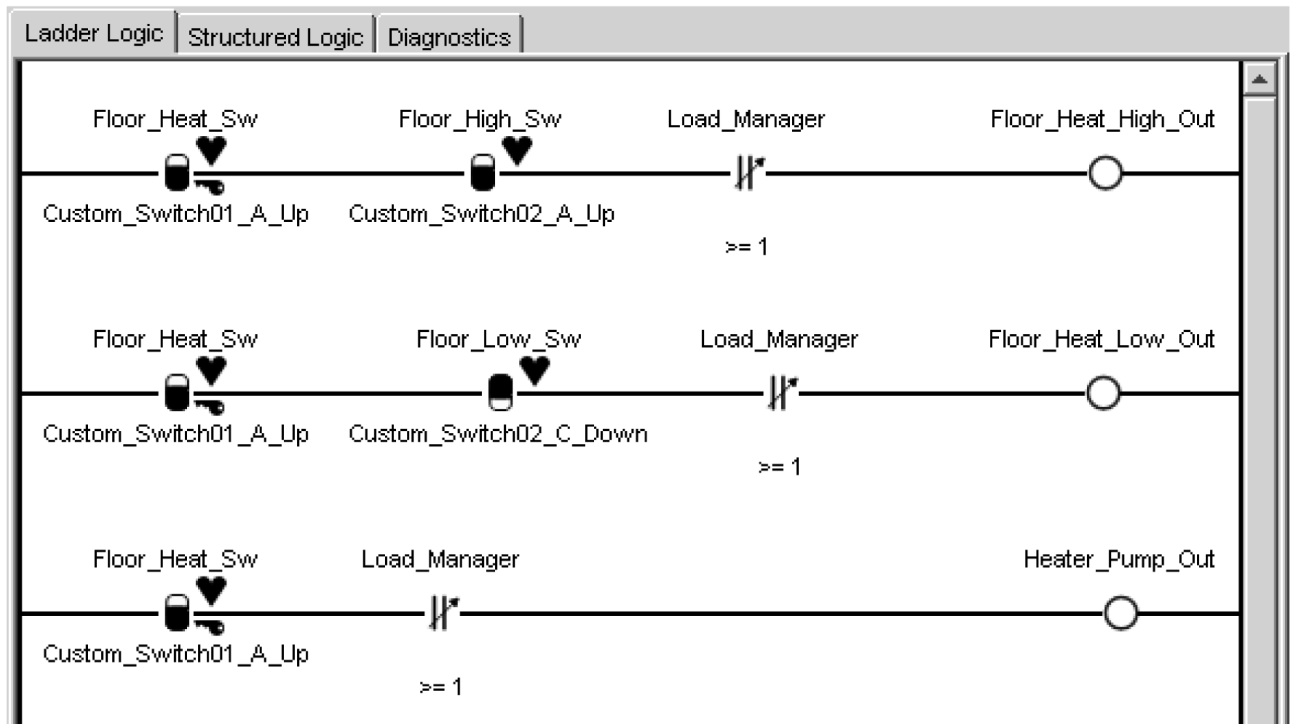 Ladder Logic Structured Logic Diagnostics
Floor_Heat_Sw Floor_High_Sw Load_Manager Floor_Heat_High_Out
Custom_Switch01_A_Up Custom_Switch02_A_Up
>= 1
Floor_Heat_Sw Floor_Low_Sw Load_Manager Floor_Heat_Low_Out
Custom_Switch01_A_Up Custom_Switch02_C_Down
>= 1
Floor_Heat_Sw Load_Manager Heater_Pump_Out
Custom_Switch01_A_Up
>= 1